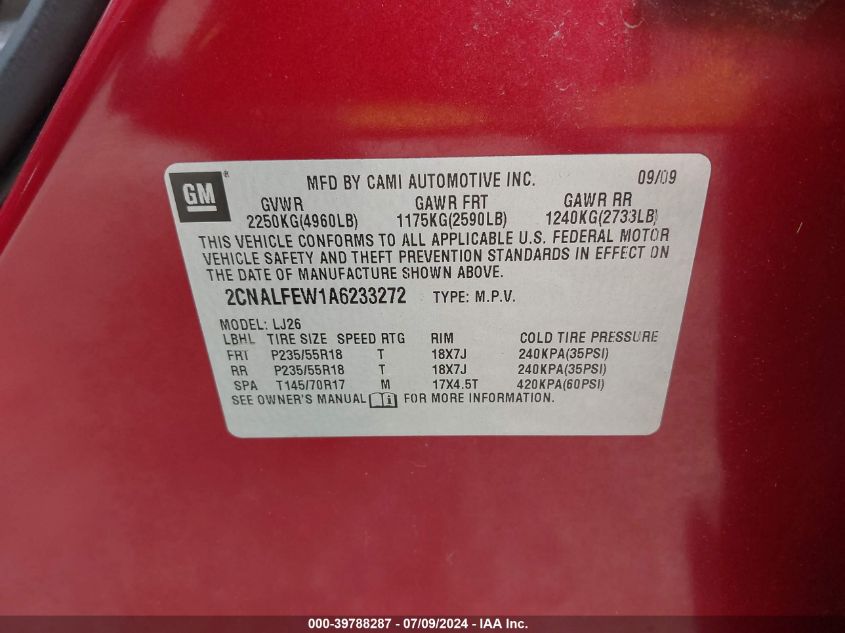 GM® MFD BY CAMI AUTOMOTIVE INC. 09/09
GVWR GAWR FRT GAWR RR
2250KG(4960LB) 1175KG(2590LB) 1240KG(2733LB)
THIS VEHICLE CONFORMS TO ALL APPLICABLE U.S. FEDERAL MOTOR
VEHICLE SAFETY AND THEFT PREVENTION STANDARDS IN EFFECT ON
THE DATE OF MANUFACTURE SHOWN ABOVE.
2CNALFEW1A6233272 TYPE: M.P.V.
MODEL: LJ26
LBHL TIRE SIZE SPEED RTG RIM COLD TIRE PRESSURE
FRT P235/55R18 T 18X7J 240KPA(35PSI)
RR P235/55R18 T 18X7J 240KPA(35PSI)
SPA T145/70R17 M 17X4.5T 420KPA(60PSI)
SEE OWNER'S MANUAL FOR MORE INFORMATION.
000-39788287 - 07/09/2024 - IAA Inc.